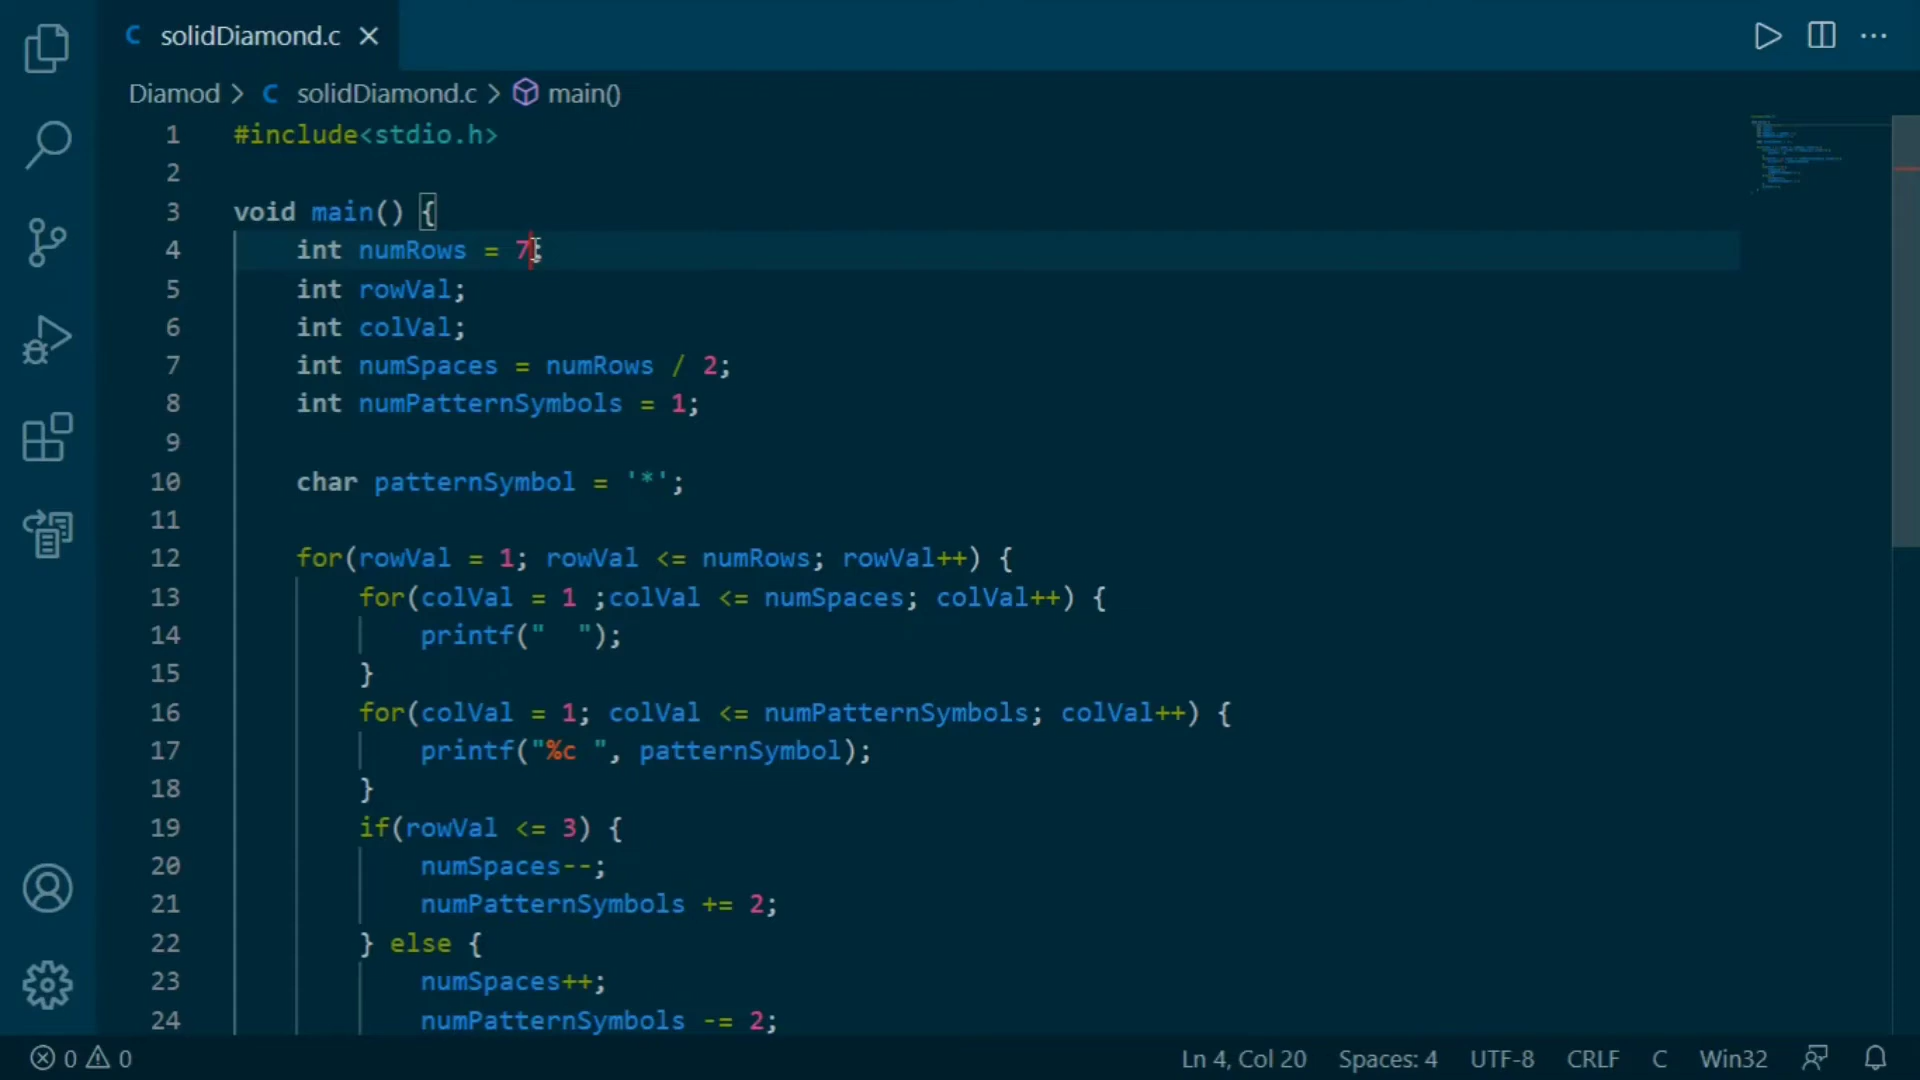 C solidDiamond.c
Diamod > C solidDiamond.c > main()
1 #include<stdio.h>
2
3 void main() {
4     int numRows = 7;
5     int rowVal;
6     int colVal;
7     int numSpaces = numRows / 2;
8     int numPatternSymbols = 1;
9
10     char patternSymbol = '*';
11
12     for(rowVal = 1; rowVal <= numRows; rowVal++) {
13         for(colVal = 1 ;colVal <= numSpaces; colVal++) {
14             printf("  ");
15         }
16         for(colVal = 1; colVal <= numPatternSymbols; colVal++) {
17             printf("%c ", patternSymbol);
18         }
19         if(rowVal <= 3) {
20             numSpaces--;
21             numPatternSymbols += 2;
22         } else {
23             numSpaces++;
24             numPatternSymbols -= 2;
0 0 Ln 4, Col 20 Spaces: 4 UTF-8 CRLF C Win32